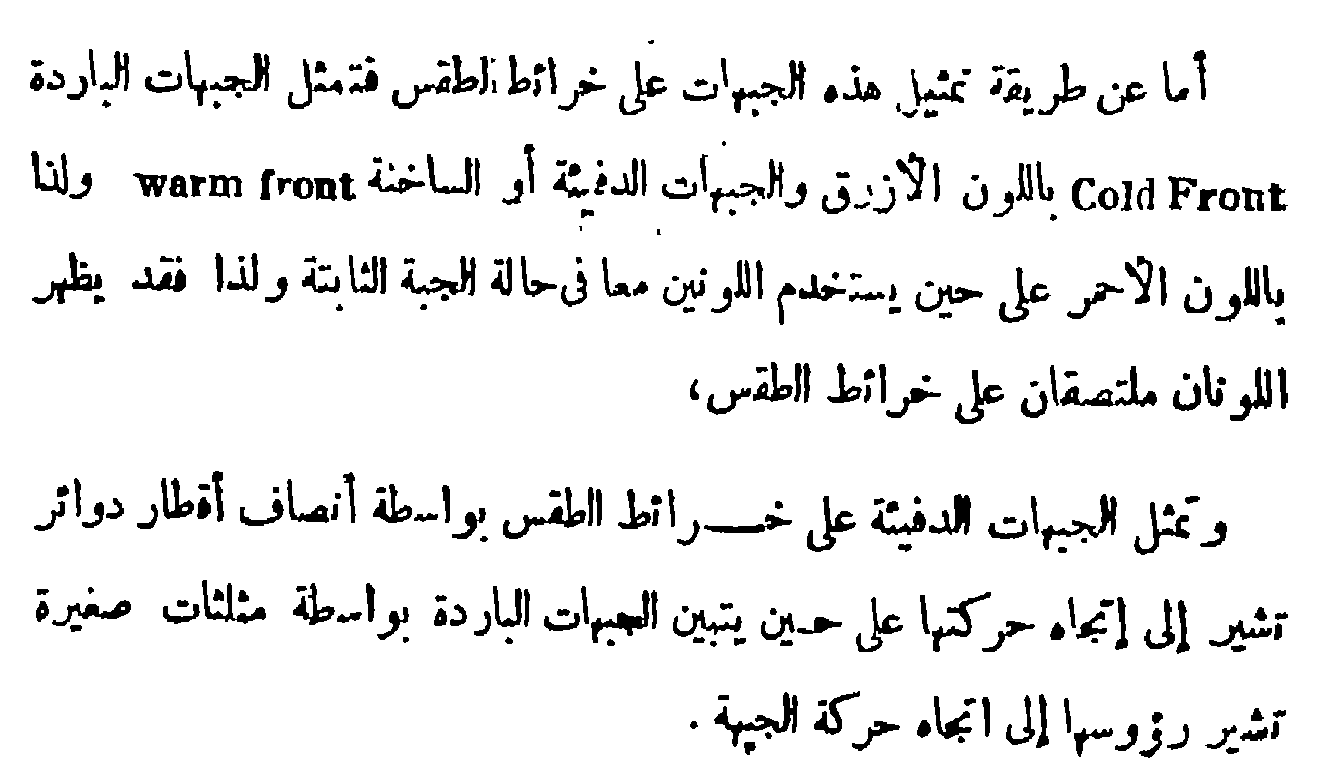 أما عن طريقة تمثيل هذه الجبهات على خرائط الطقس فتمثل الجبهات الباردة
Cold Front باللون الأزرق والجبهات الدفيئة أو الساخنة warm front ولذا
باللون الأحمر على حين يستخدم اللونين معا فى حالة الجبة الثابتة ولذا فقد يظهر
اللونان ملتصقان على خرائط الطقس،
وتمثل الجبهات الدفيئة على خـــرائط الطقس بواسطة أنصاف أقطار دوائر
تشير إلى إتجاه حركتها على حين يتبين الجبهات الباردة بواسطة مثلثات صغيرة
تشير رؤوسها إلى اتجاه حركة الجبهة .